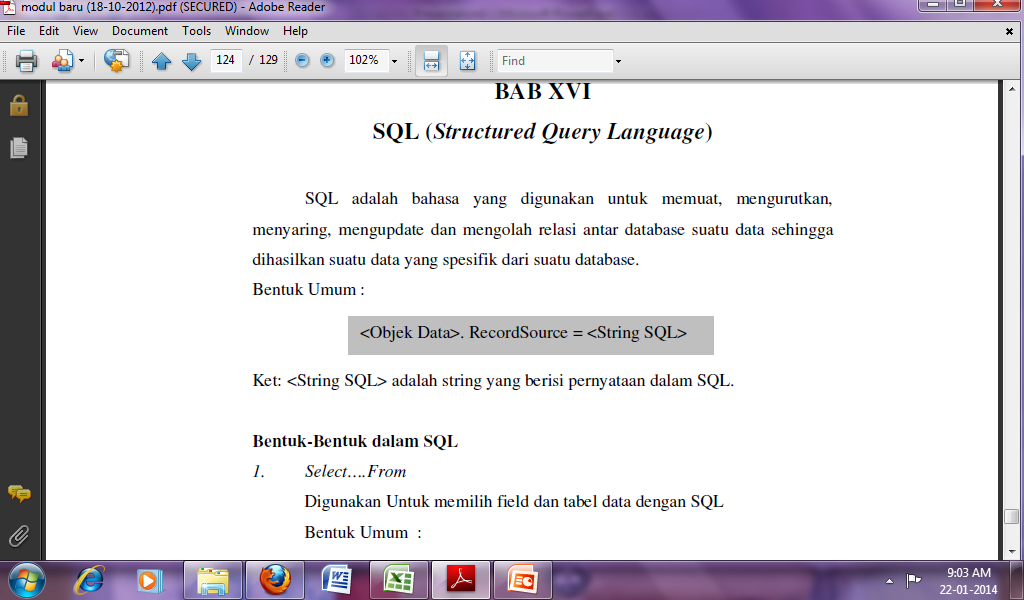 modul baru (18-10-2012).pdf (SECURED) - Adobe Reader
File Edit View Document Tools Window Help
124 / 129 102% Find
BAB XVI
SQL (Structured Query Language)
SQL adalah bahasa yang digunakan untuk memuat, mengurutkan,
menyaring, mengupdate dan mengolah relasi antar database suatu data sehingga
dihasilkan suatu data yang spesifik dari suatu database.
Bentuk Umum :
<Objek Data>. RecordSource = <String SQL>
Ket: <String SQL> adalah string yang berisi pernyataan dalam SQL.
Bentuk-Bentuk dalam SQL
1. Select….From
Digunakan Untuk memilih field dan tabel data dengan SQL
Bentuk Umum :
9:03 AM
22-01-2014